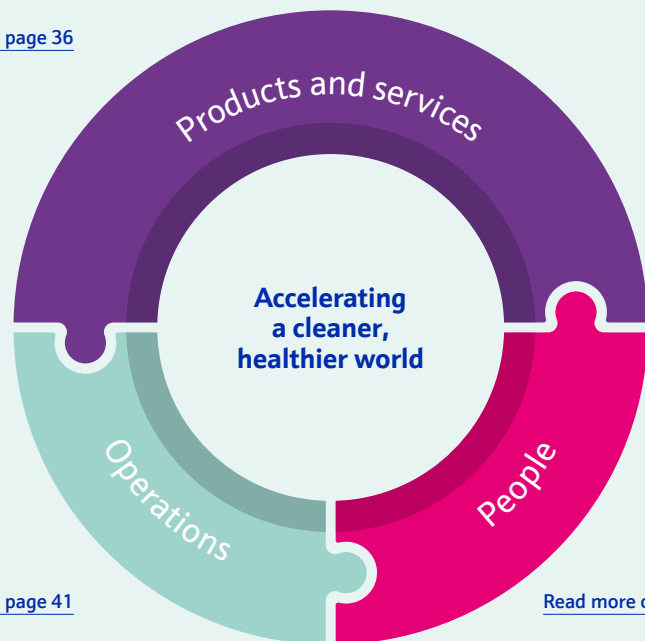 page 36
Products and services
Accelerating
a cleaner,
healthier world
Operations
People
page 41
Read more